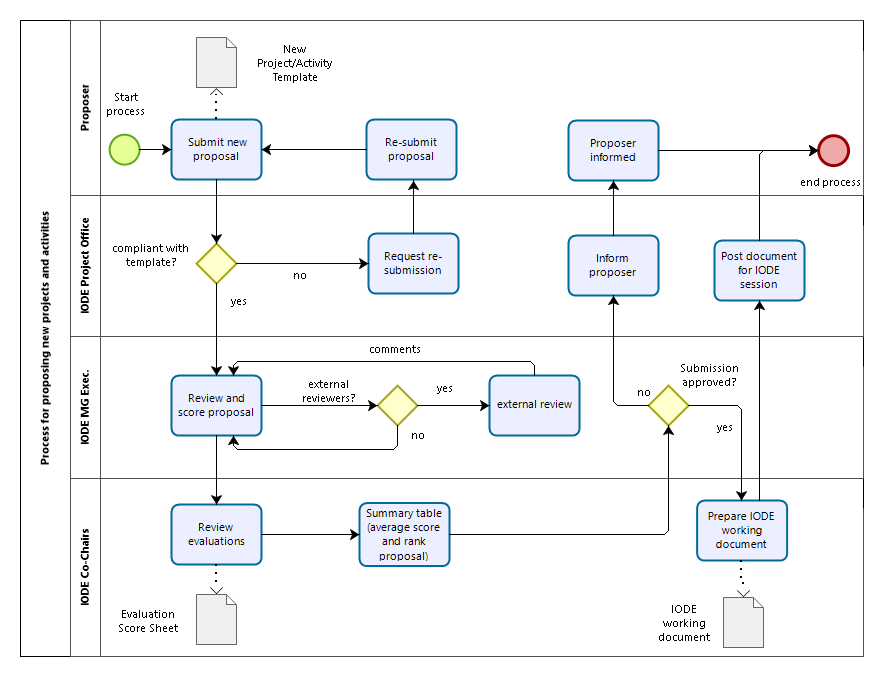 Process for proposing new projects and activities
Proposer
New
Project/Activity
Template
Start
process
Submit new
proposal
Re-submit
proposal
Proposer
informed
end process
IODE Project Office
compliant with
template?
no
yes
Request re-
submission
Inform
proposer
Post document
for IODE
session
IODE MG Exec.
comments
Review and
score proposal
external
reviewers?
yes
no
external review
Submission
approved?
no
yes
IODE Co-Chairs
Review
evaluations
Summary table
(average score
and rank
proposal)
Prepare IODE
working
document
Evaluation
Score Sheet
IODE
working
document